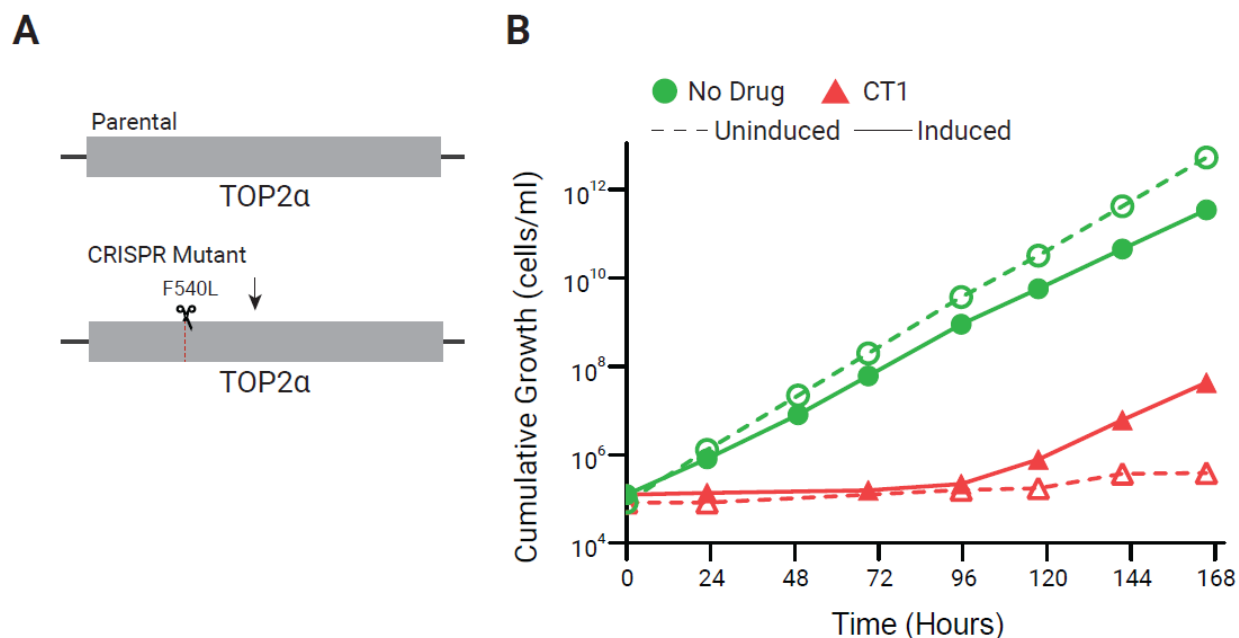 A
Parental
TOP2α
CRISPR Mutant
F540L
TOP2α
B
No Drug CT1
Uninduced Induced
Cumulative Growth (cells/ml)
10¹²
10¹⁰
10⁸
10⁶
10⁴
0 24 48 72 96 120 144 168
Time (Hours)